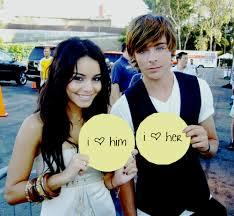 i ♡ him
i ♡ her